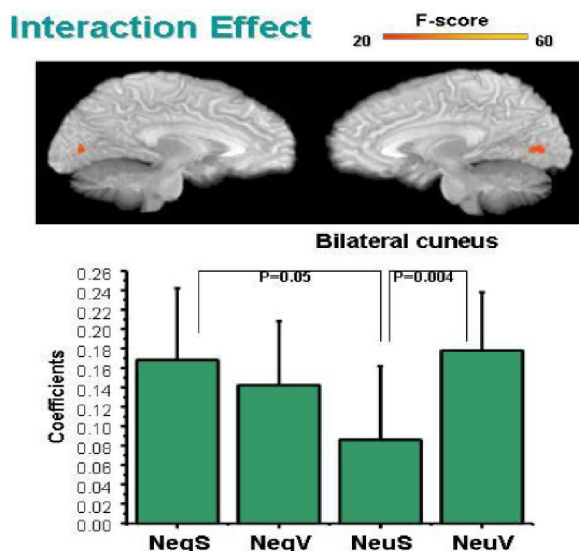 Interaction Effect
F-score
20 60
Bilateral cuneus
P=0.05 P=0.004
0.26
0.24
0.22
0.20
0.18
0.16
0.14
0.12
0.10
0.08
0.06
0.04
0.02
0.00
Coefficients
NegS NegV NeuS NeuV